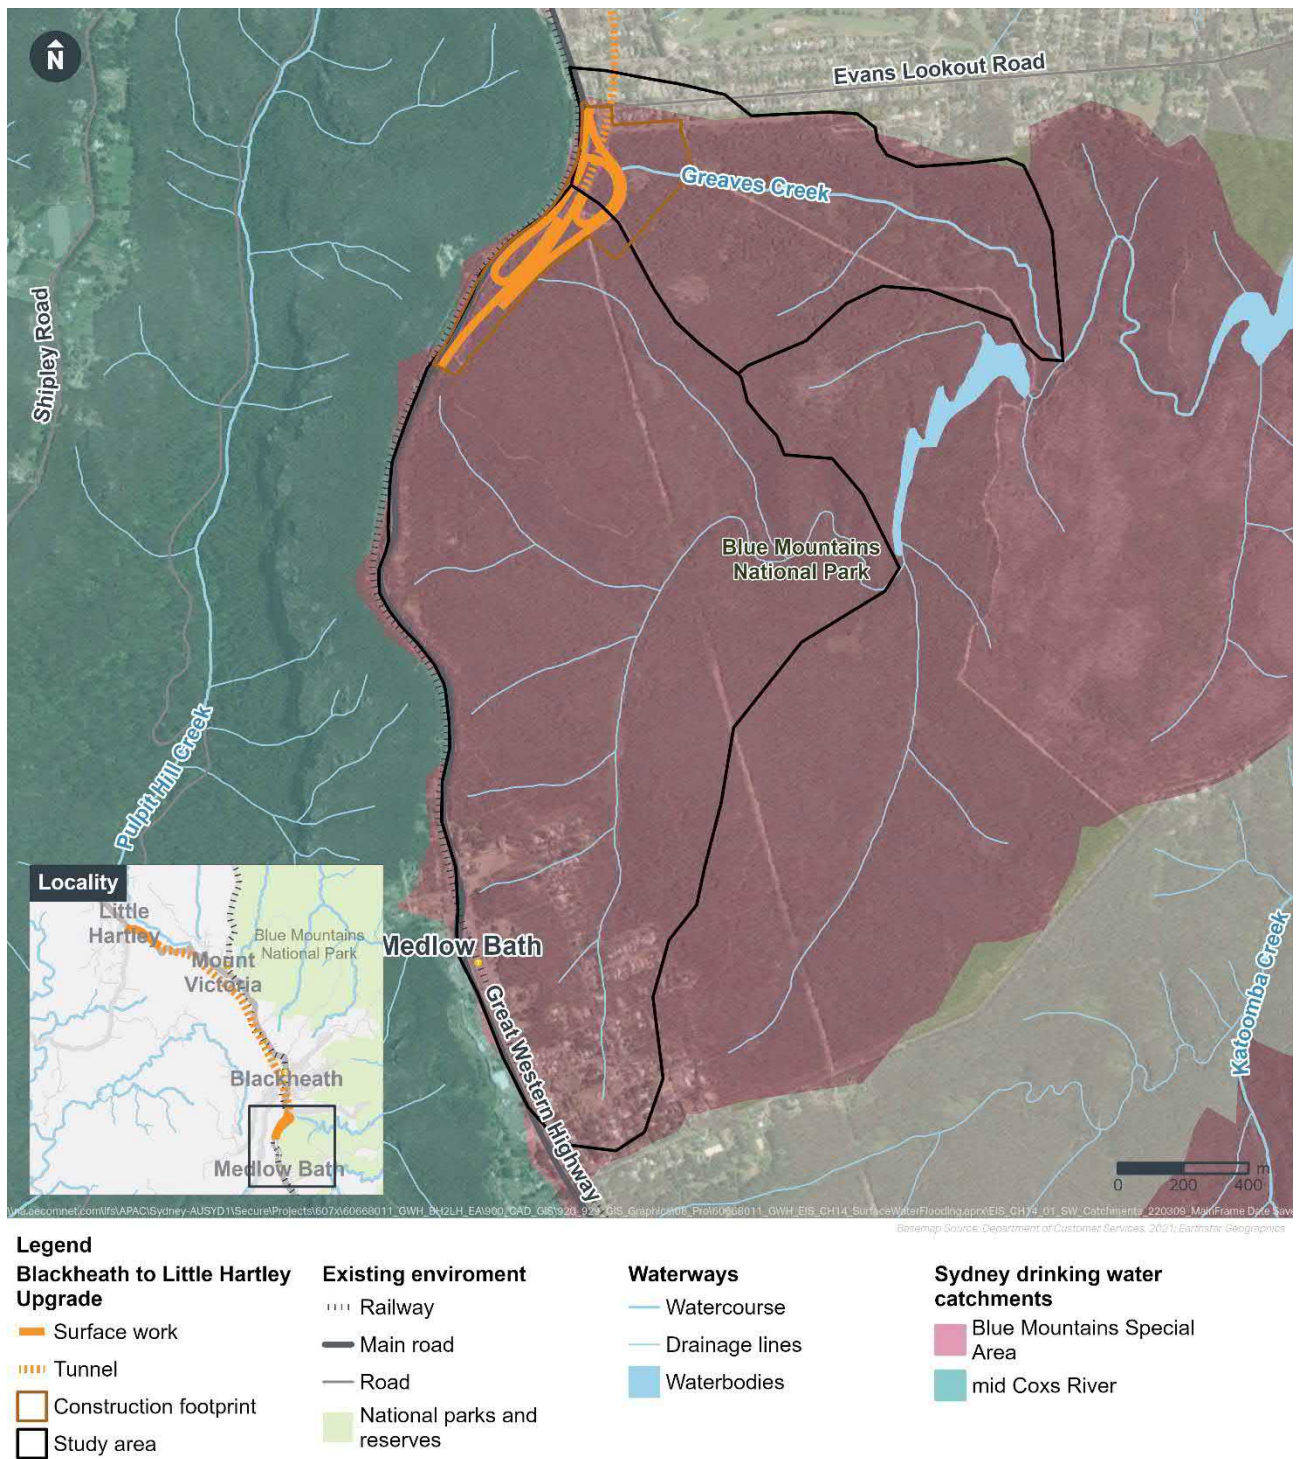 N
Evans Lookout Road
Greaves Creek
Shipley Road
Blue Mountains
National Park
Pulpit Hill Creek
Medlow Bath
Great Western Highway
Katoomba Creek
Locality
Little
Hartley
Blue Mountains
National Park
Mount
Victoria
Blackheath
Medlow Bath
m
0 200 400
Basemap Source: Department of Customer Services, 2021; Earthstar Geographics
Legend
Blackheath to Little Hartley
Upgrade
Surface work
Tunnel
Construction footprint
Study area
Existing enviroment
Railway
Main road
Road
National parks and
reserves
Waterways
Watercourse
Drainage lines
Waterbodies
Sydney drinking water
catchments
Blue Mountains Special
Area
mid Coxs River